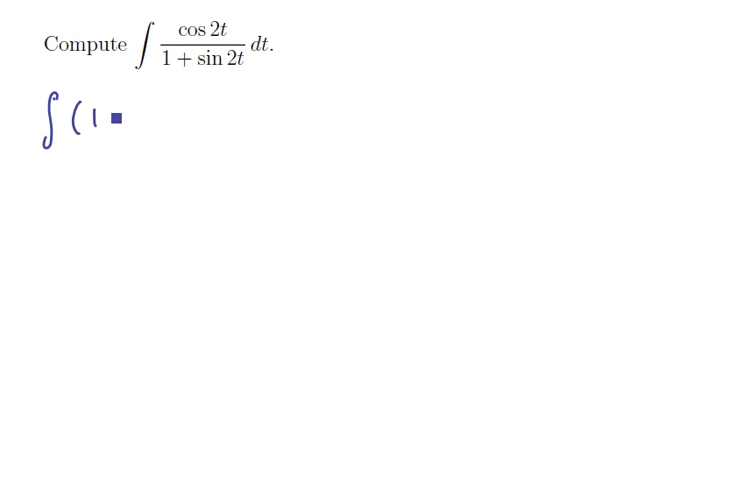 Compute ∫ cos 2t / (1 + sin 2t) dt.
∫ (1